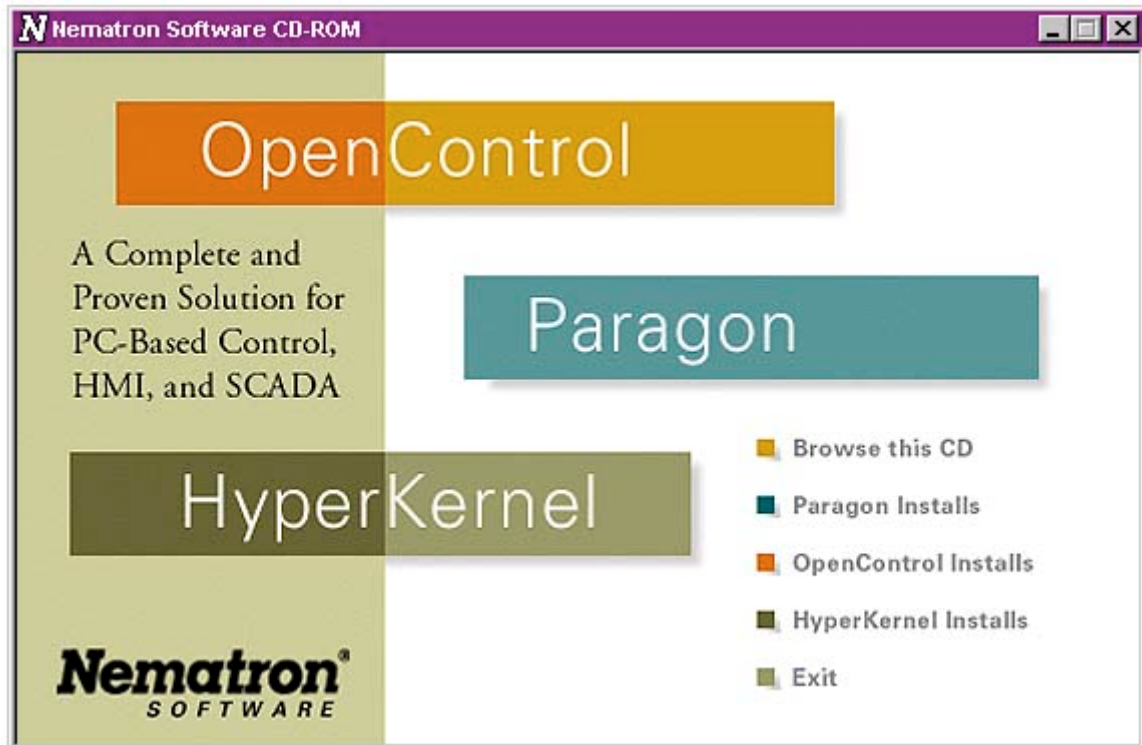 Nematron Software CD-ROM
OpenControl
A Complete and
Proven Solution for
PC-Based Control,
HMI, and SCADA
Paragon
HyperKernel
Browse this CD
Paragon Installs
OpenControl Installs
HyperKernel Installs
Exit
Nematron®
SOFTWARE